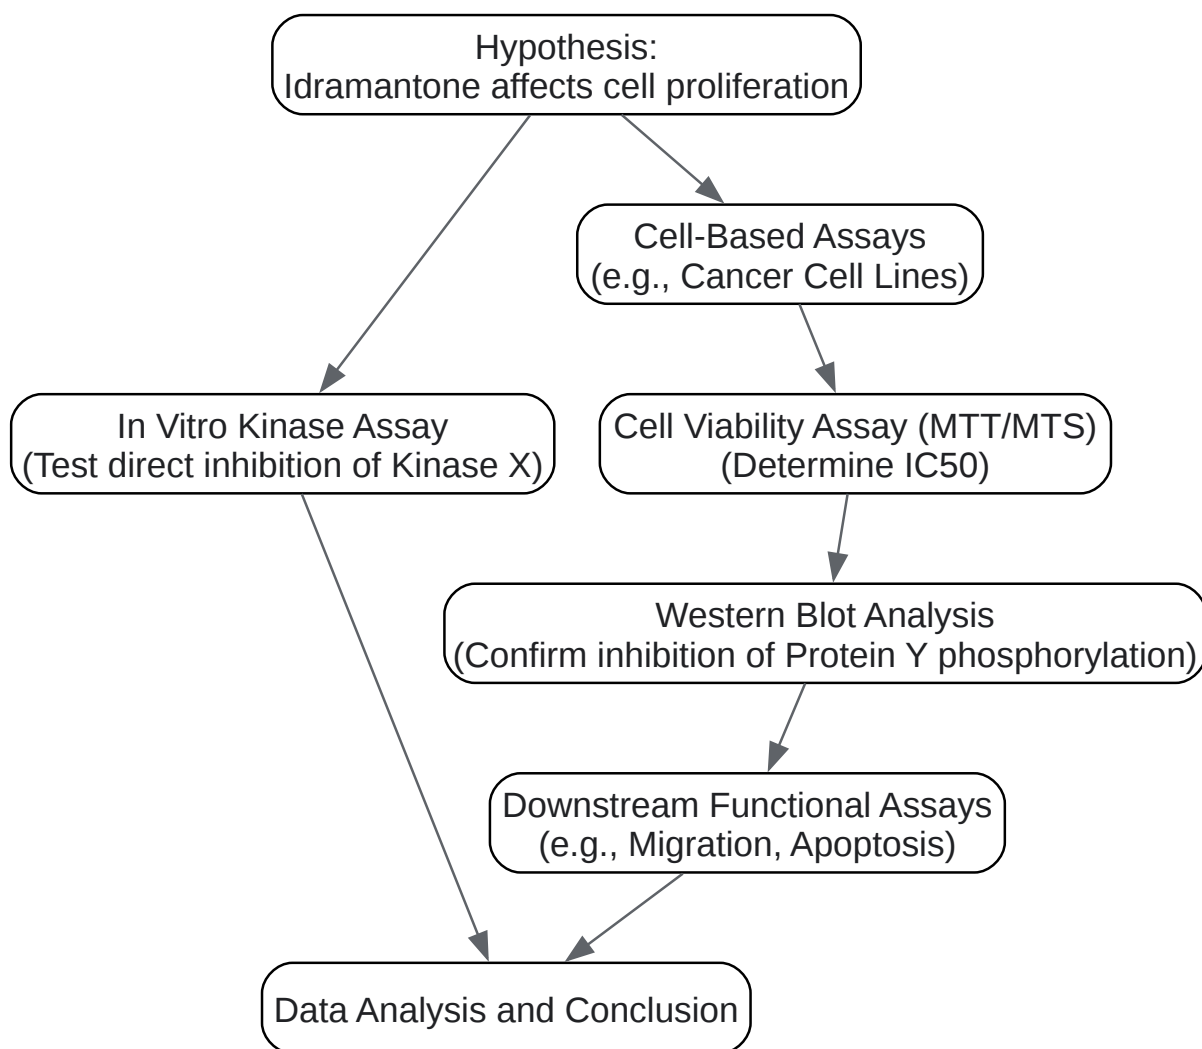 Hypothesis:
Idramantone affects cell proliferation
Cell-Based Assays
(e.g., Cancer Cell Lines)
In Vitro Kinase Assay
(Test direct inhibition of Kinase X)
Cell Viability Assay (MTT/MTS)
(Determine IC50)
Western Blot Analysis
(Confirm inhibition of Protein Y phosphorylation)
Downstream Functional Assays
(e.g., Migration, Apoptosis)
Data Analysis and Conclusion